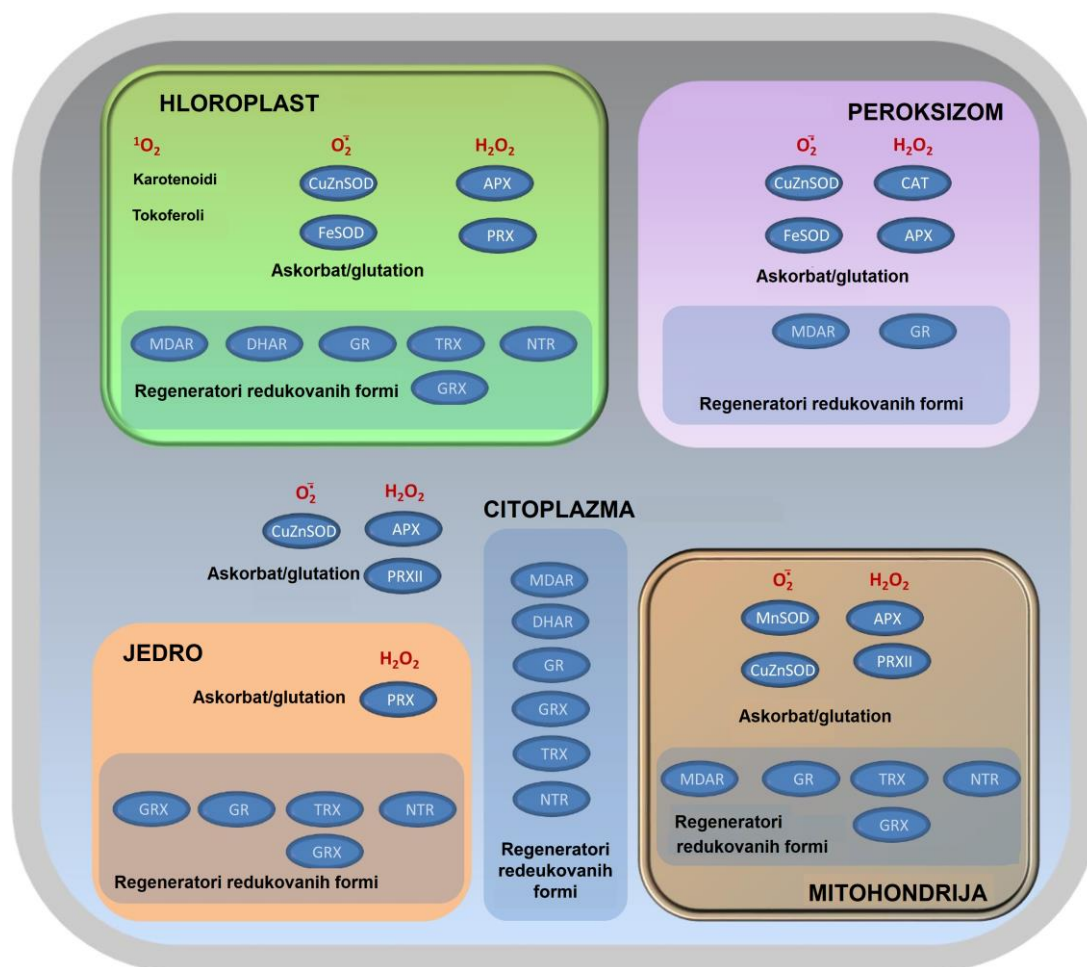 HLOROPLAST
¹O₂ O₂•̄ H₂O₂
Karotenoidi CuZnSOD APX
Tokoferoli FeSOD PRX
Askorbat/glutation
MDAR DHAR GR TRX NTR
Regeneratori redukovanih formi GRX
PEROKSIZOM
O₂•̄ H₂O₂
CuZnSOD CAT
FeSOD APX
Askorbat/glutation
MDAR GR
Regeneratori redukovanih formi
O₂•̄ H₂O₂
CuZnSOD APX
Askorbat/glutation PRXII
CITOPLAZMA
MDAR
DHAR
GR
GRX
TRX
NTR
Regeneratori
redeukovanih
formi
JEDRO
H₂O₂
Askorbat/glutation PRX
GRX GR TRX NTR
GRX
Regeneratori redukovanih formi
O₂•̄ H₂O₂
MnSOD APX
CuZnSOD PRXII
Askorbat/glutation
MDAR GR TRX NTR
Regeneratori GRX
redukovanih formi
MITOHONDRIJA